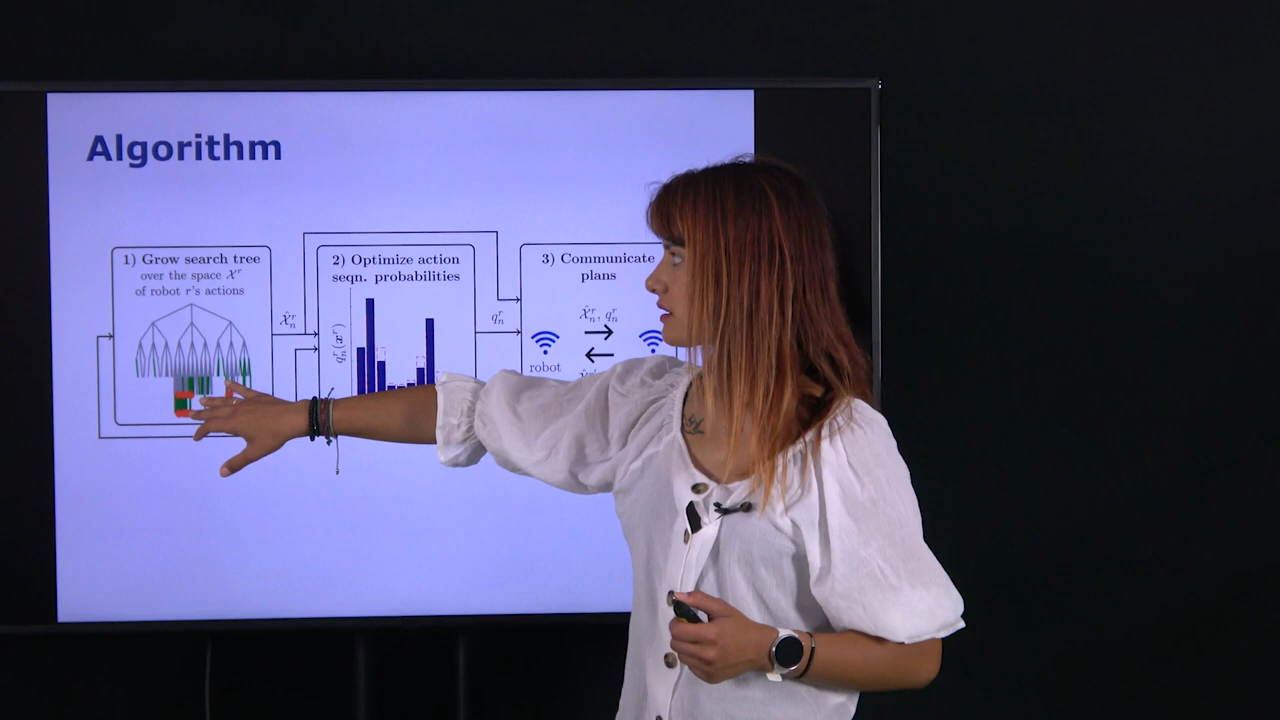 Algorithm
1) Grow search tree
over the space 𝒳ʳ
of robot r's actions
𝒳̂ₙʳ
2) Optimize action
seqn. probabilities
qₙʳ(𝒙ʳ)
qₙʳ
3) Communicate
plans
𝒳̂ₙʳ, qₙʳ
robot